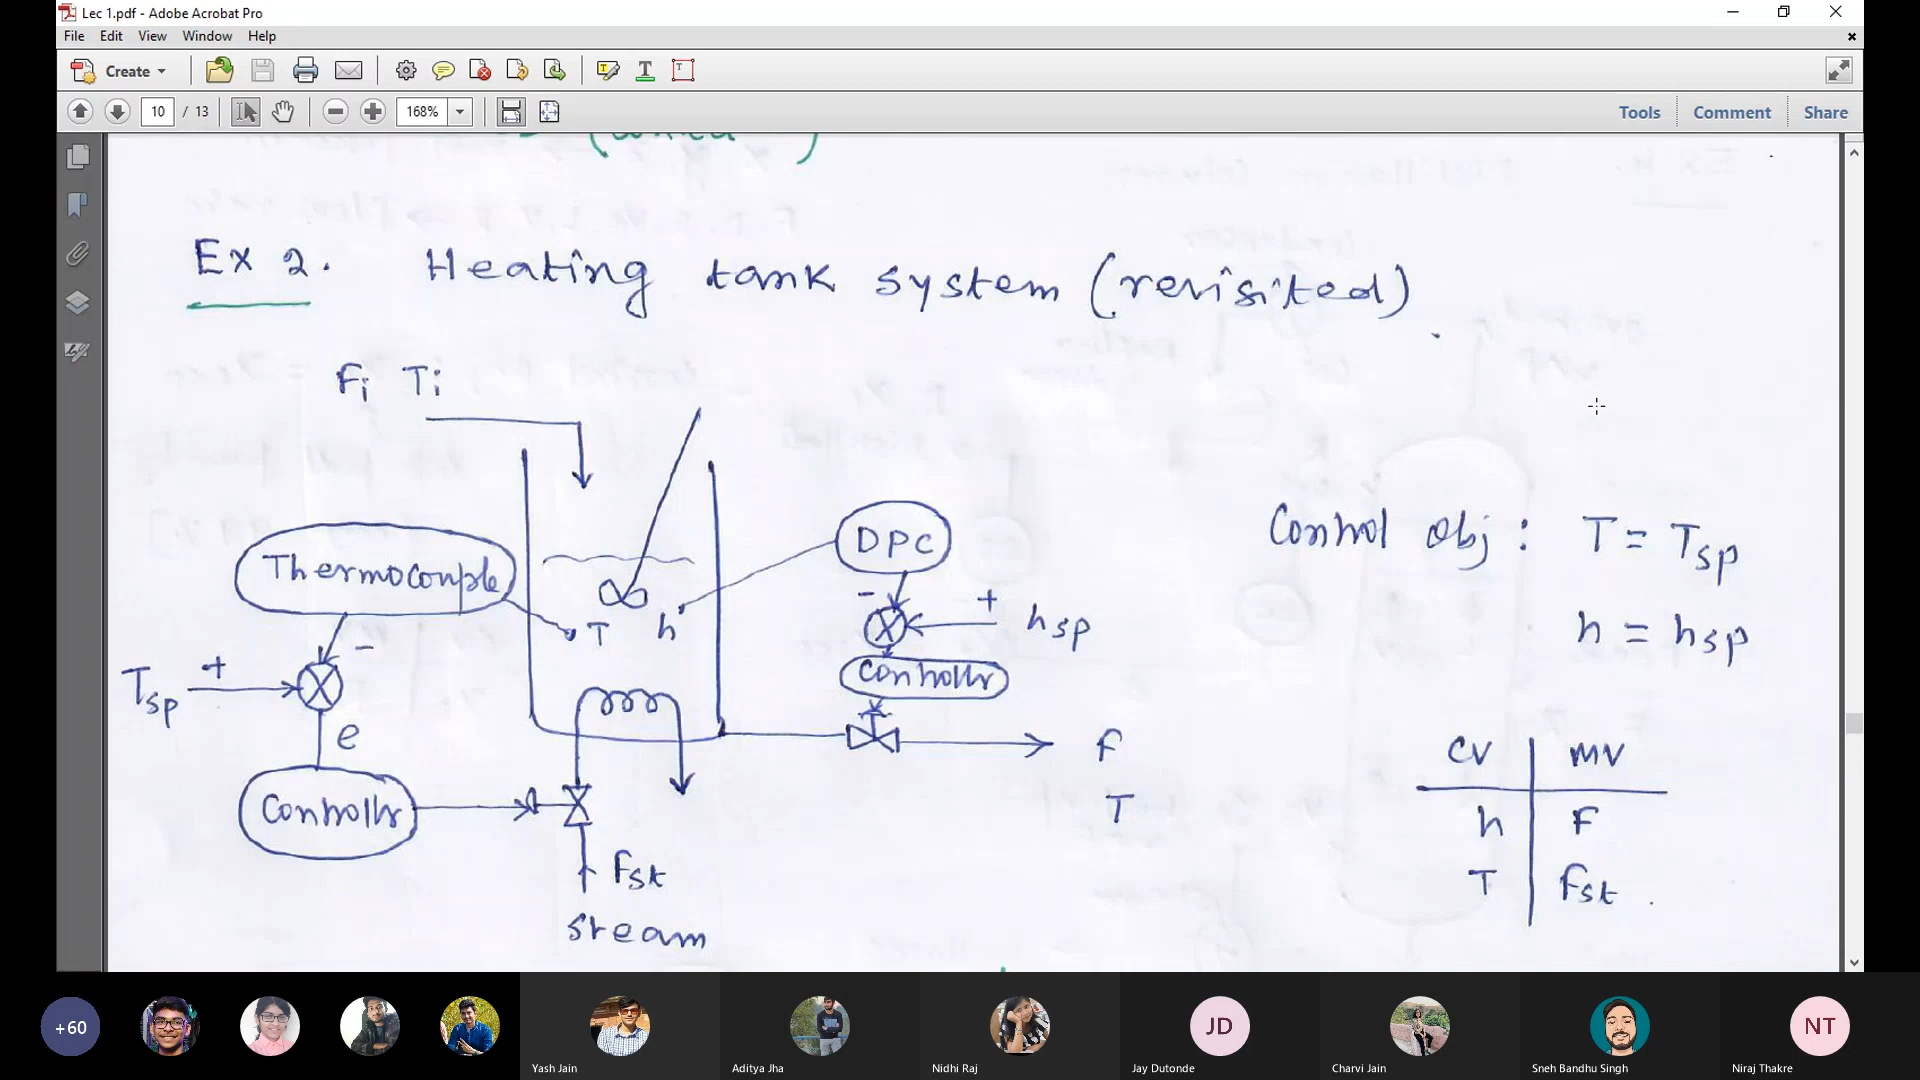 Lec 1.pdf - Adobe Acrobat Pro
File Edit View Window Help
Create
10 / 13 168% Tools Comment Share
Ex 2. Heating tank system (revisited).
Fi Ti
Thermocouple
DPC
T h
- + hsp
Tsp + -
e
Controllr
Controllr
F
T
Fst
steam
Control Obj : T = Tsp
h = hsp
CV MV
h F
T Fst .
+60 JD NT
Yash Jain Aditya Jha Nidhi Raj Jay Dutonde Charvi Jain Sneh Bandhu Singh Niraj Thakre